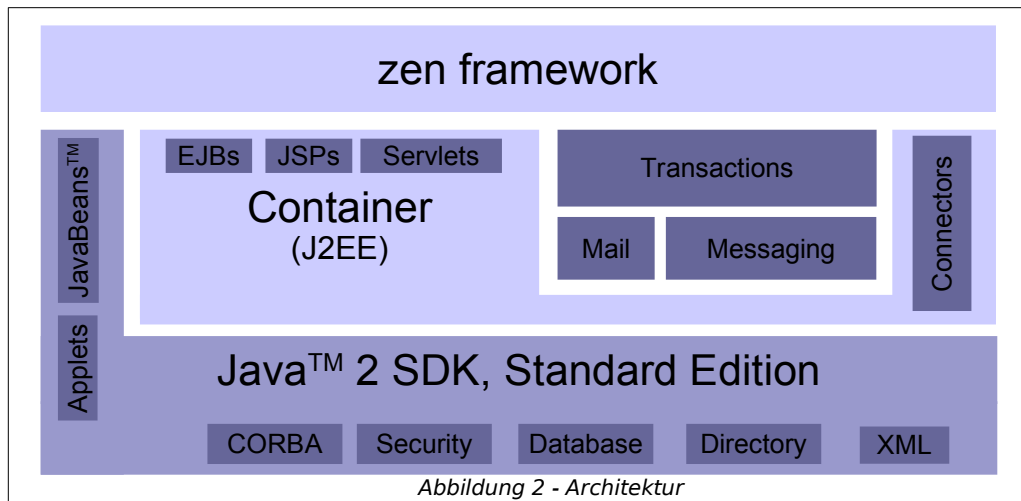 zen framework
JavaBeans™
Applets
EJBs
JSPs
Servlets
Container
(J2EE)
Transactions
Mail
Messaging
Connectors
Java™ 2 SDK, Standard Edition
CORBA
Security
Database
Directory
XML
Abbildung 2 - Architektur